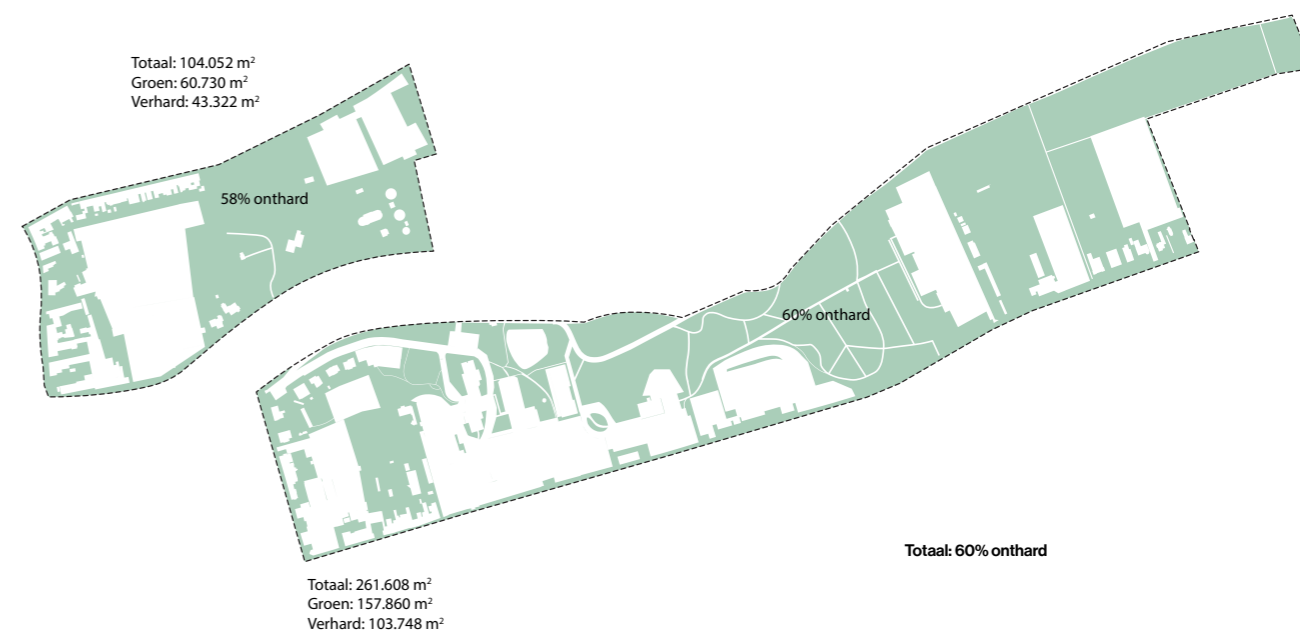 Totaal: 104.052 m²
Groen: 60.730 m²
Verhard: 43.322 m²
58% onthard
60% onthard
Totaal: 60% onthard
Totaal: 261.608 m²
Groen: 157.860 m²
Verhard: 103.748 m²